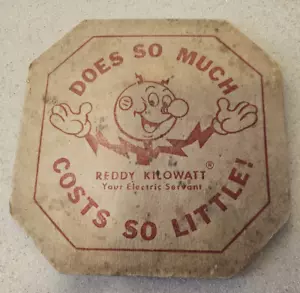 DOES SO MUCH
REDDY KILOWATT ®
Your Electric Servant
COSTS SO LITTLE!